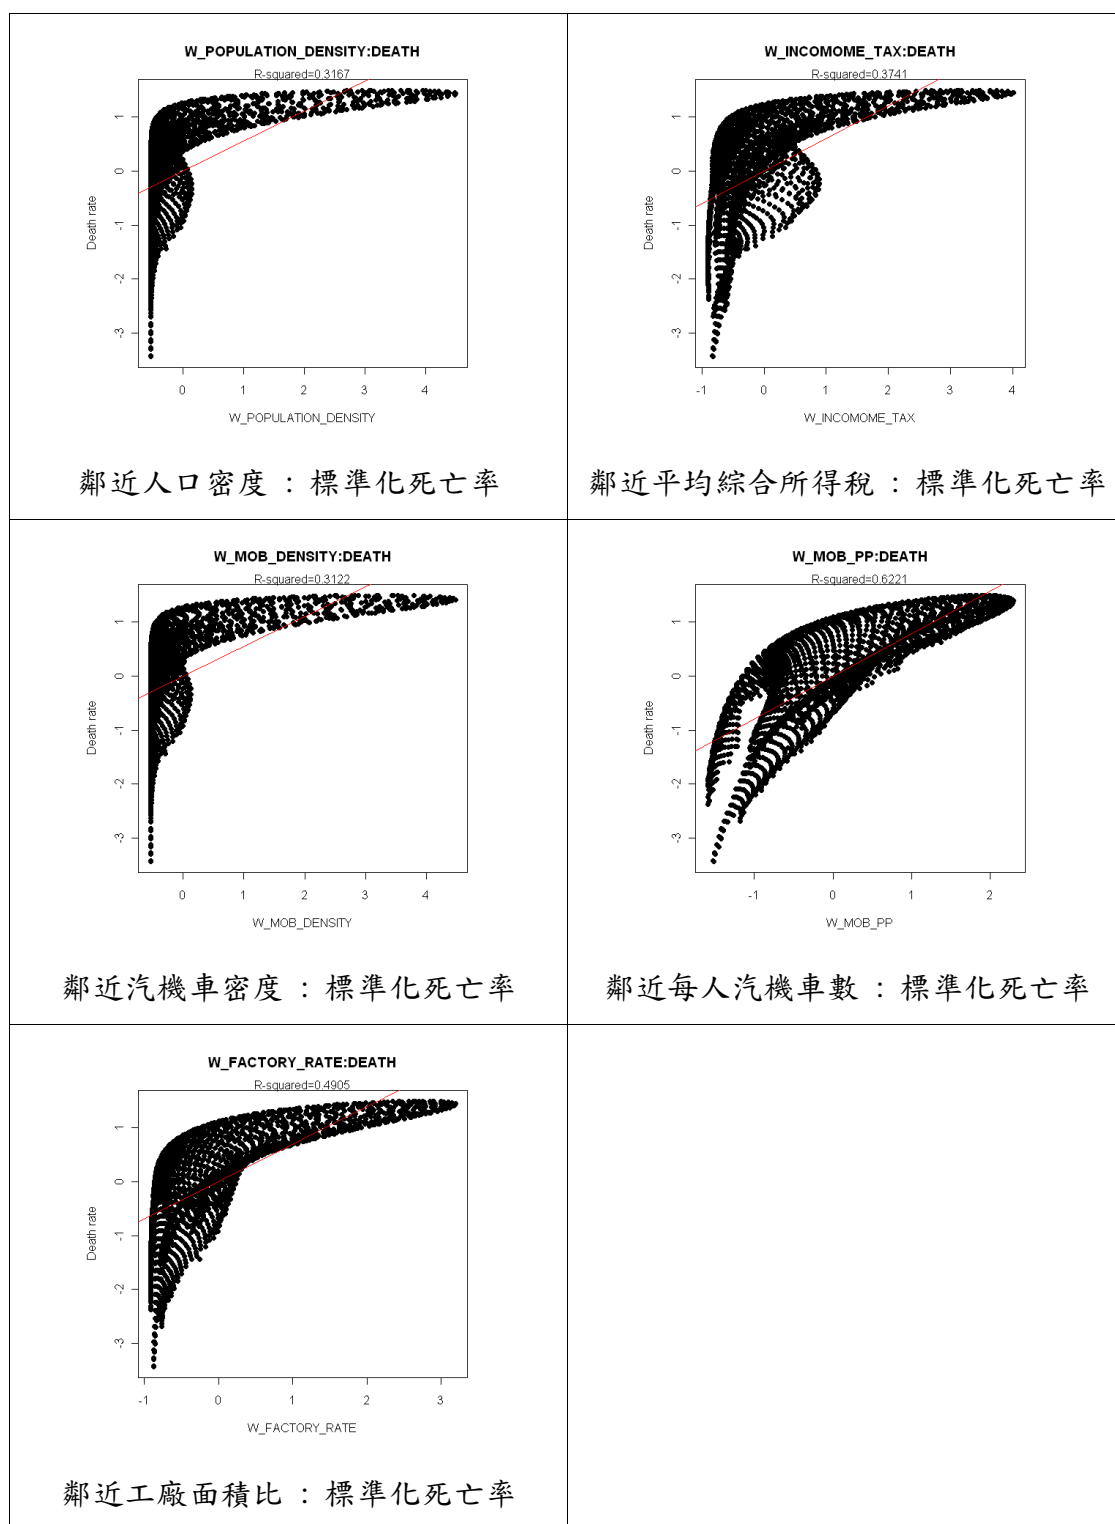 W_POPULATION_DENSITY:DEATH
R-squared=0.3167
Death rate
1
0
-1
-2
-3
0 1 2 3 4
W_POPULATION_DENSITY
鄰近人口密度 : 標準化死亡率
W_INCOMOME_TAX:DEATH
R-squared=0.3741
Death rate
1
0
-1
-2
-3
-1 0 1 2 3 4
W_INCOMOME_TAX
鄰近平均綜合所得稅 : 標準化死亡率
W_MOB_DENSITY:DEATH
R-squared=0.3122
Death rate
1
0
-1
-2
-3
0 1 2 3 4
W_MOB_DENSITY
鄰近汽機車密度 : 標準化死亡率
W_MOB_PP:DEATH
R-squared=0.6221
Death rate
1
0
-1
-2
-3
-1 0 1 2
W_MOB_PP
鄰近每人汽機車數 : 標準化死亡率
W_FACTORY_RATE:DEATH
R-squared=0.4905
Death rate
1
0
-1
-2
-3
-1 0 1 2 3
W_FACTORY_RATE
鄰近工廠面積比 : 標準化死亡率